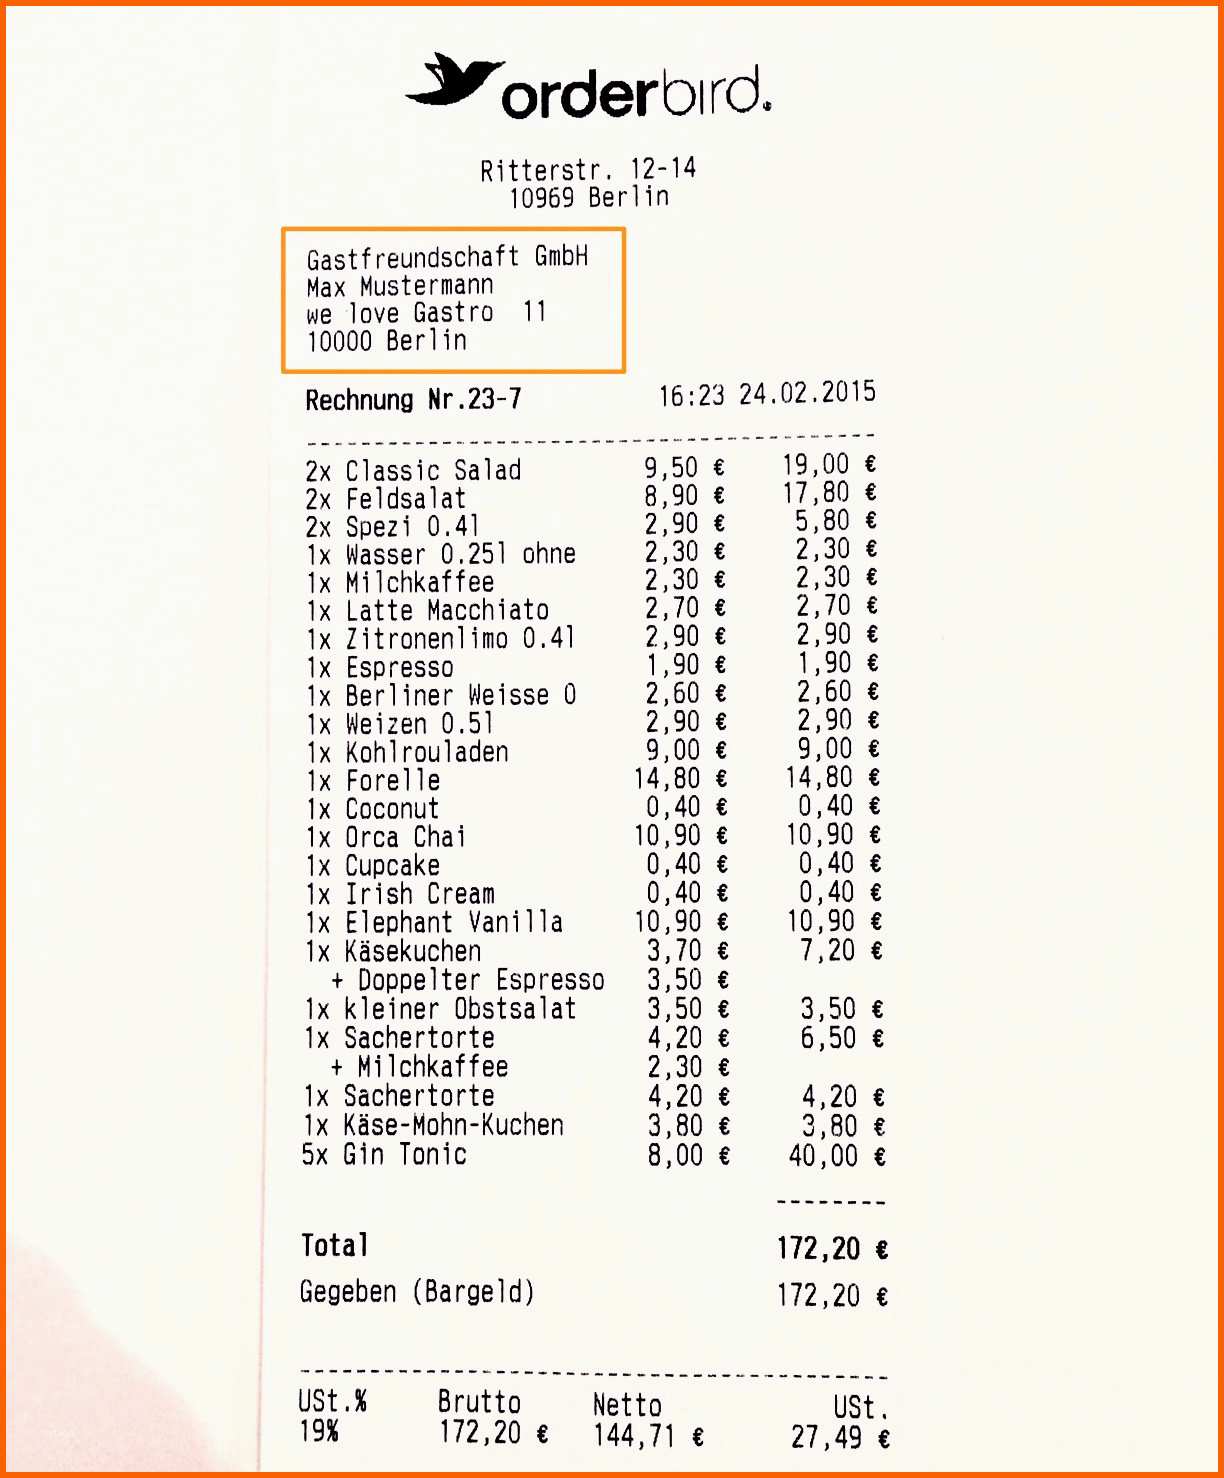 orderbird.
Ritterstr. 12-14
10969 Berlin
Gastfreundschaft GmbH
Max Mustermann
we love Gastro 11
10000 Berlin
Rechnung Nr.23-7 16:23 24.02.2015
2x Classic Salad 9,50 € 19,00 €
2x Feldsalat 8,90 € 17,80 €
2x Spezi 0.4l 2,90 € 5,80 €
1x Wasser 0.25l ohne 2,30 € 2,30 €
1x Milchkaffee 2,30 € 2,30 €
1x Latte Macchiato 2,70 € 2,70 €
1x Zitronenlimo 0.4l 2,90 € 2,90 €
1x Espresso 1,90 € 1,90 €
1x Berliner Weisse 0 2,60 € 2,60 €
1x Weizen 0.5l 2,90 € 2,90 €
1x Kohlrouladen 9,00 € 9,00 €
1x Forelle 14,80 € 14,80 €
1x Coconut 0,40 € 0,40 €
1x Orca Chai 10,90 € 10,90 €
1x Cupcake 0,40 € 0,40 €
1x Irish Cream 0,40 € 0,40 €
1x Elephant Vanilla 10,90 € 10,90 €
1x Käsekuchen 3,70 € 7,20 €
+ Doppelter Espresso 3,50 €
1x kleiner Obstsalat 3,50 € 3,50 €
1x Sachertorte 4,20 € 6,50 €
+ Milchkaffee 2,30 €
1x Sachertorte 4,20 € 4,20 €
1x Käse-Mohn-Kuchen 3,80 € 3,80 €
5x Gin Tonic 8,00 € 40,00 €
Total 172,20 €
Gegeben (Bargeld) 172,20 €
USt.% Brutto Netto USt.
19% 172,20 € 144,71 € 27,49 €